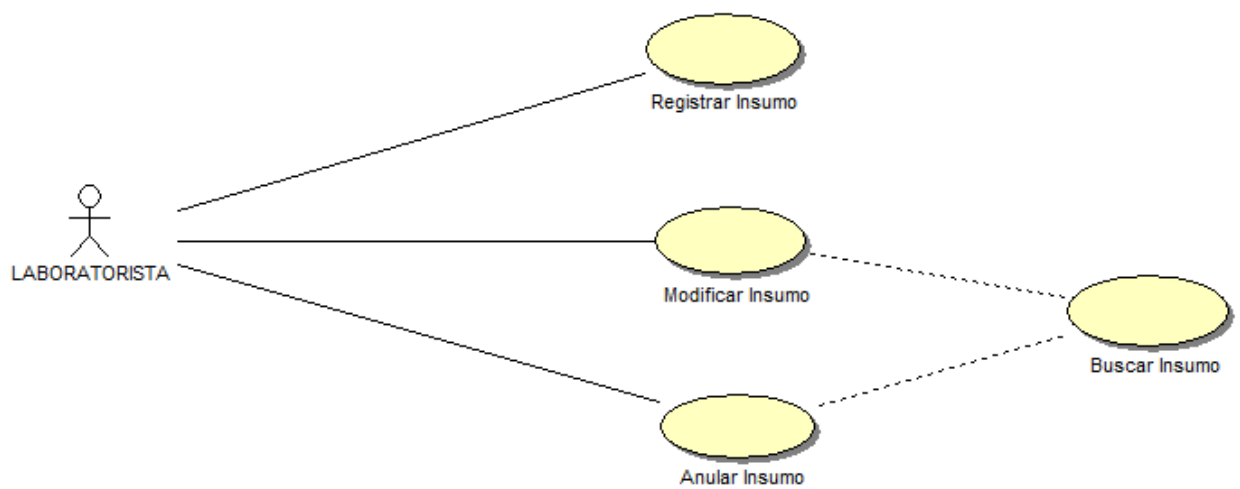 Registrar Insumo
LABORATORISTA
Modificar Insumo
Buscar Insumo
Anular Insumo